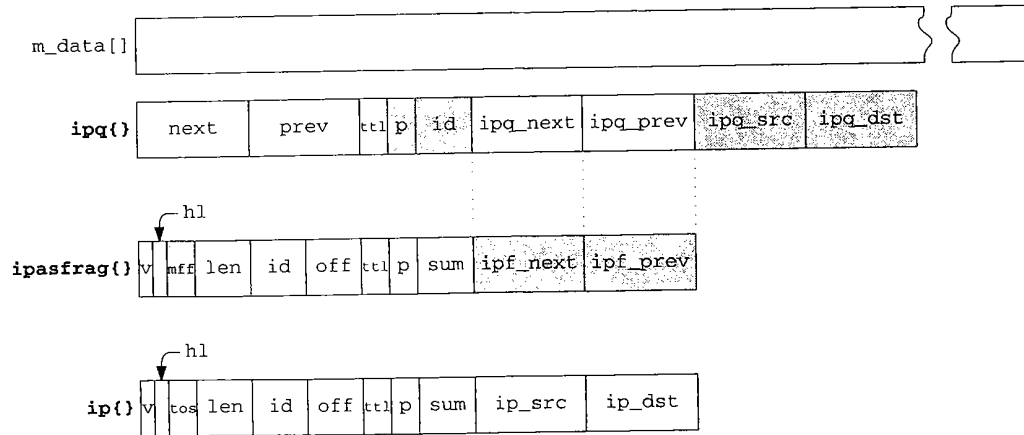 m_data[]
ipq{} next prev ttl p id ipq_next ipq_prev ipq_src ipq_dst
hl
ipasfrag{} v mff len id off ttl p sum ipf_next ipf_prev
hl
ip{} v tos len id off ttl p sum ip_src ip_dst